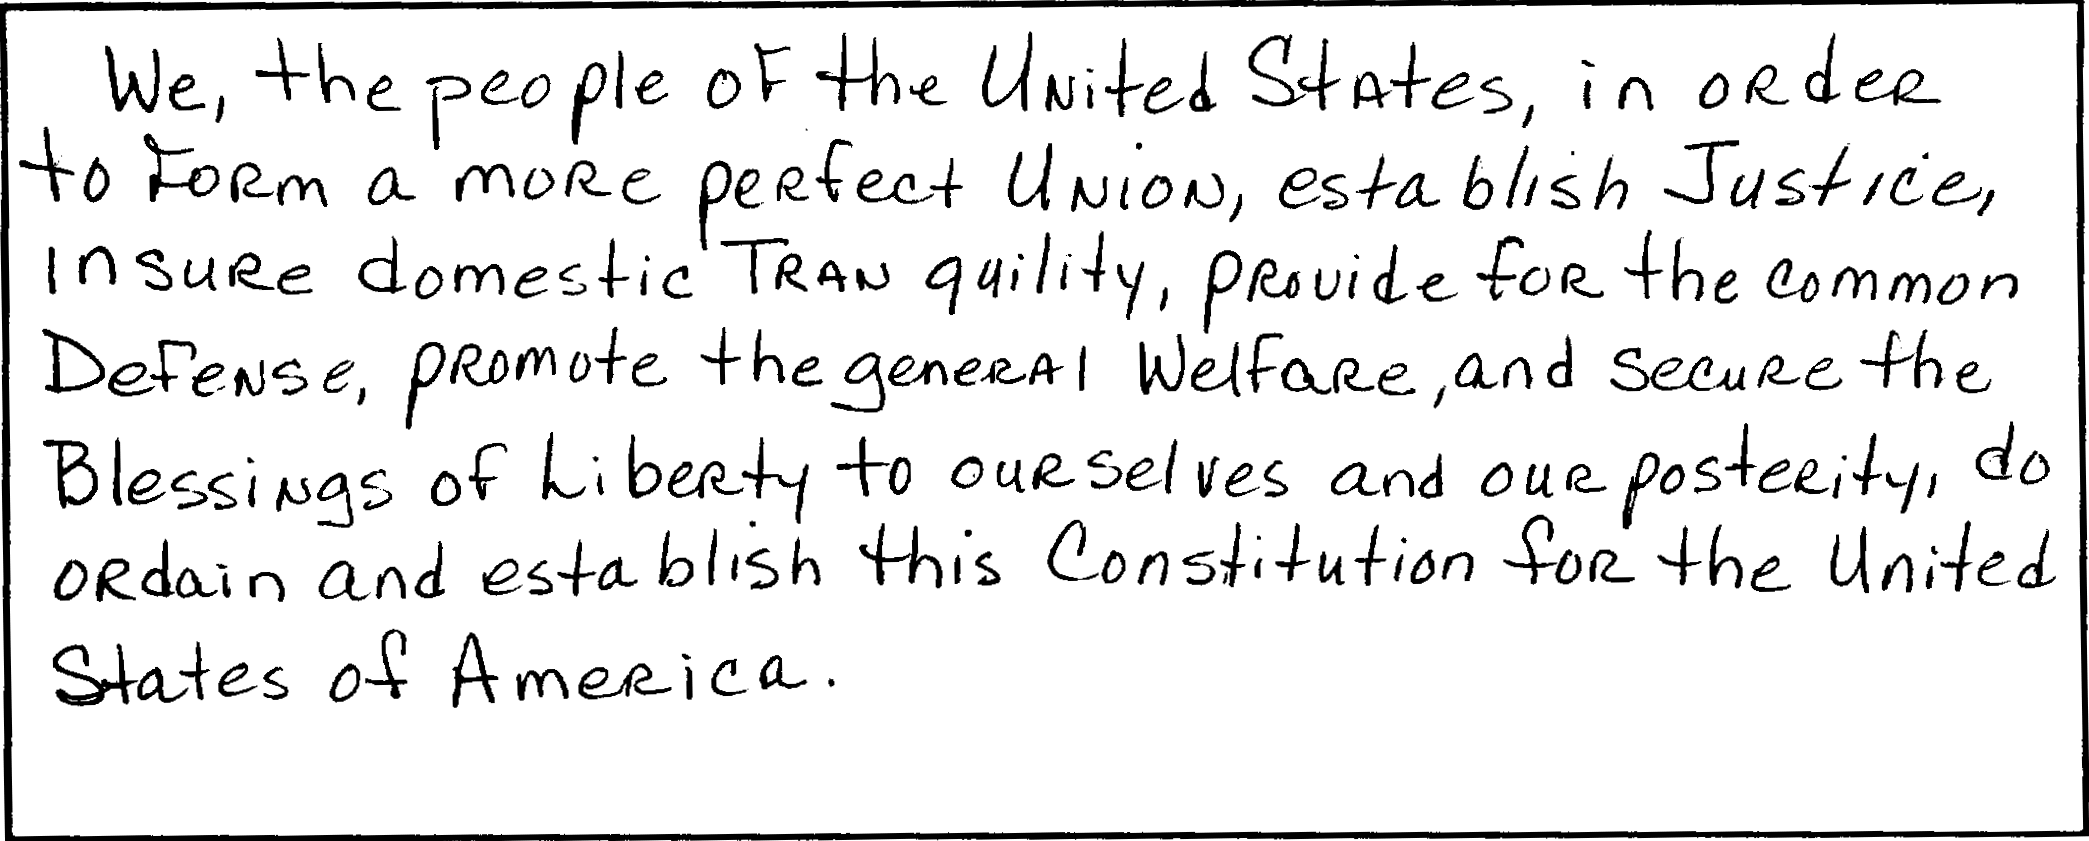 We, the people of the United States, in order
to form a more perfect Union, establish Justice,
insure domestic Tranquility, provide for the common
Defense, promote the general Welfare, and secure the
Blessings of Liberty to ourselves and our posterity, do
ordain and establish this Constitution for the United
States of America.